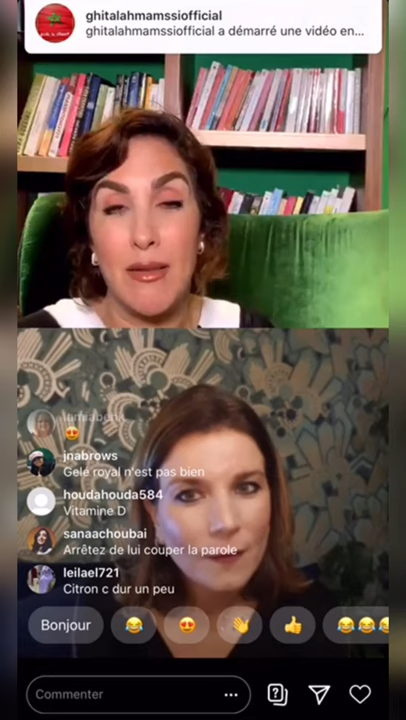 ghitalahmamssiofficial
ghitalahmamssiofficial a démarré une vidéo en...
jnabrows
Gelé royal n'est pas bien
houdahouda584
Vitamine D
sanaachoubai
Arrêtez de lui couper la parole
leilael721
Citron c dur un peu
Bonjour
Commenter